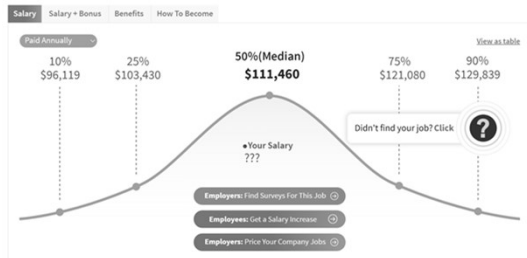 Salary Salary + Bonus Benefits How To Become
Paid Annually
View as table
10%
$96,119
25%
$103,430
50%(Median)
$111,460
75%
$121,080
90%
$129,839
Didn't find your job? Click ?
•Your Salary
???
Employers: Find Surveys For This Job
Employees: Get a Salary Increase
Employers: Price Your Company Jobs